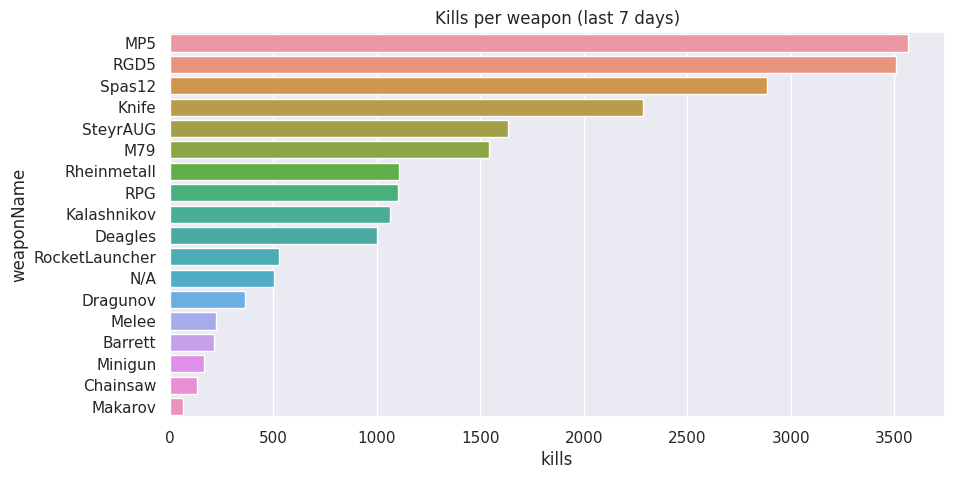 Kills per weapon (last 7 days)
MP5
RGD5
Spas12
Knife
SteyrAUG
M79
Rheinmetall
RPG
Kalashnikov
Deagles
RocketLauncher
N/A
Dragunov
Melee
Barrett
Minigun
Chainsaw
Makarov
weaponName
0 500 1000 1500 2000 2500 3000 3500
kills